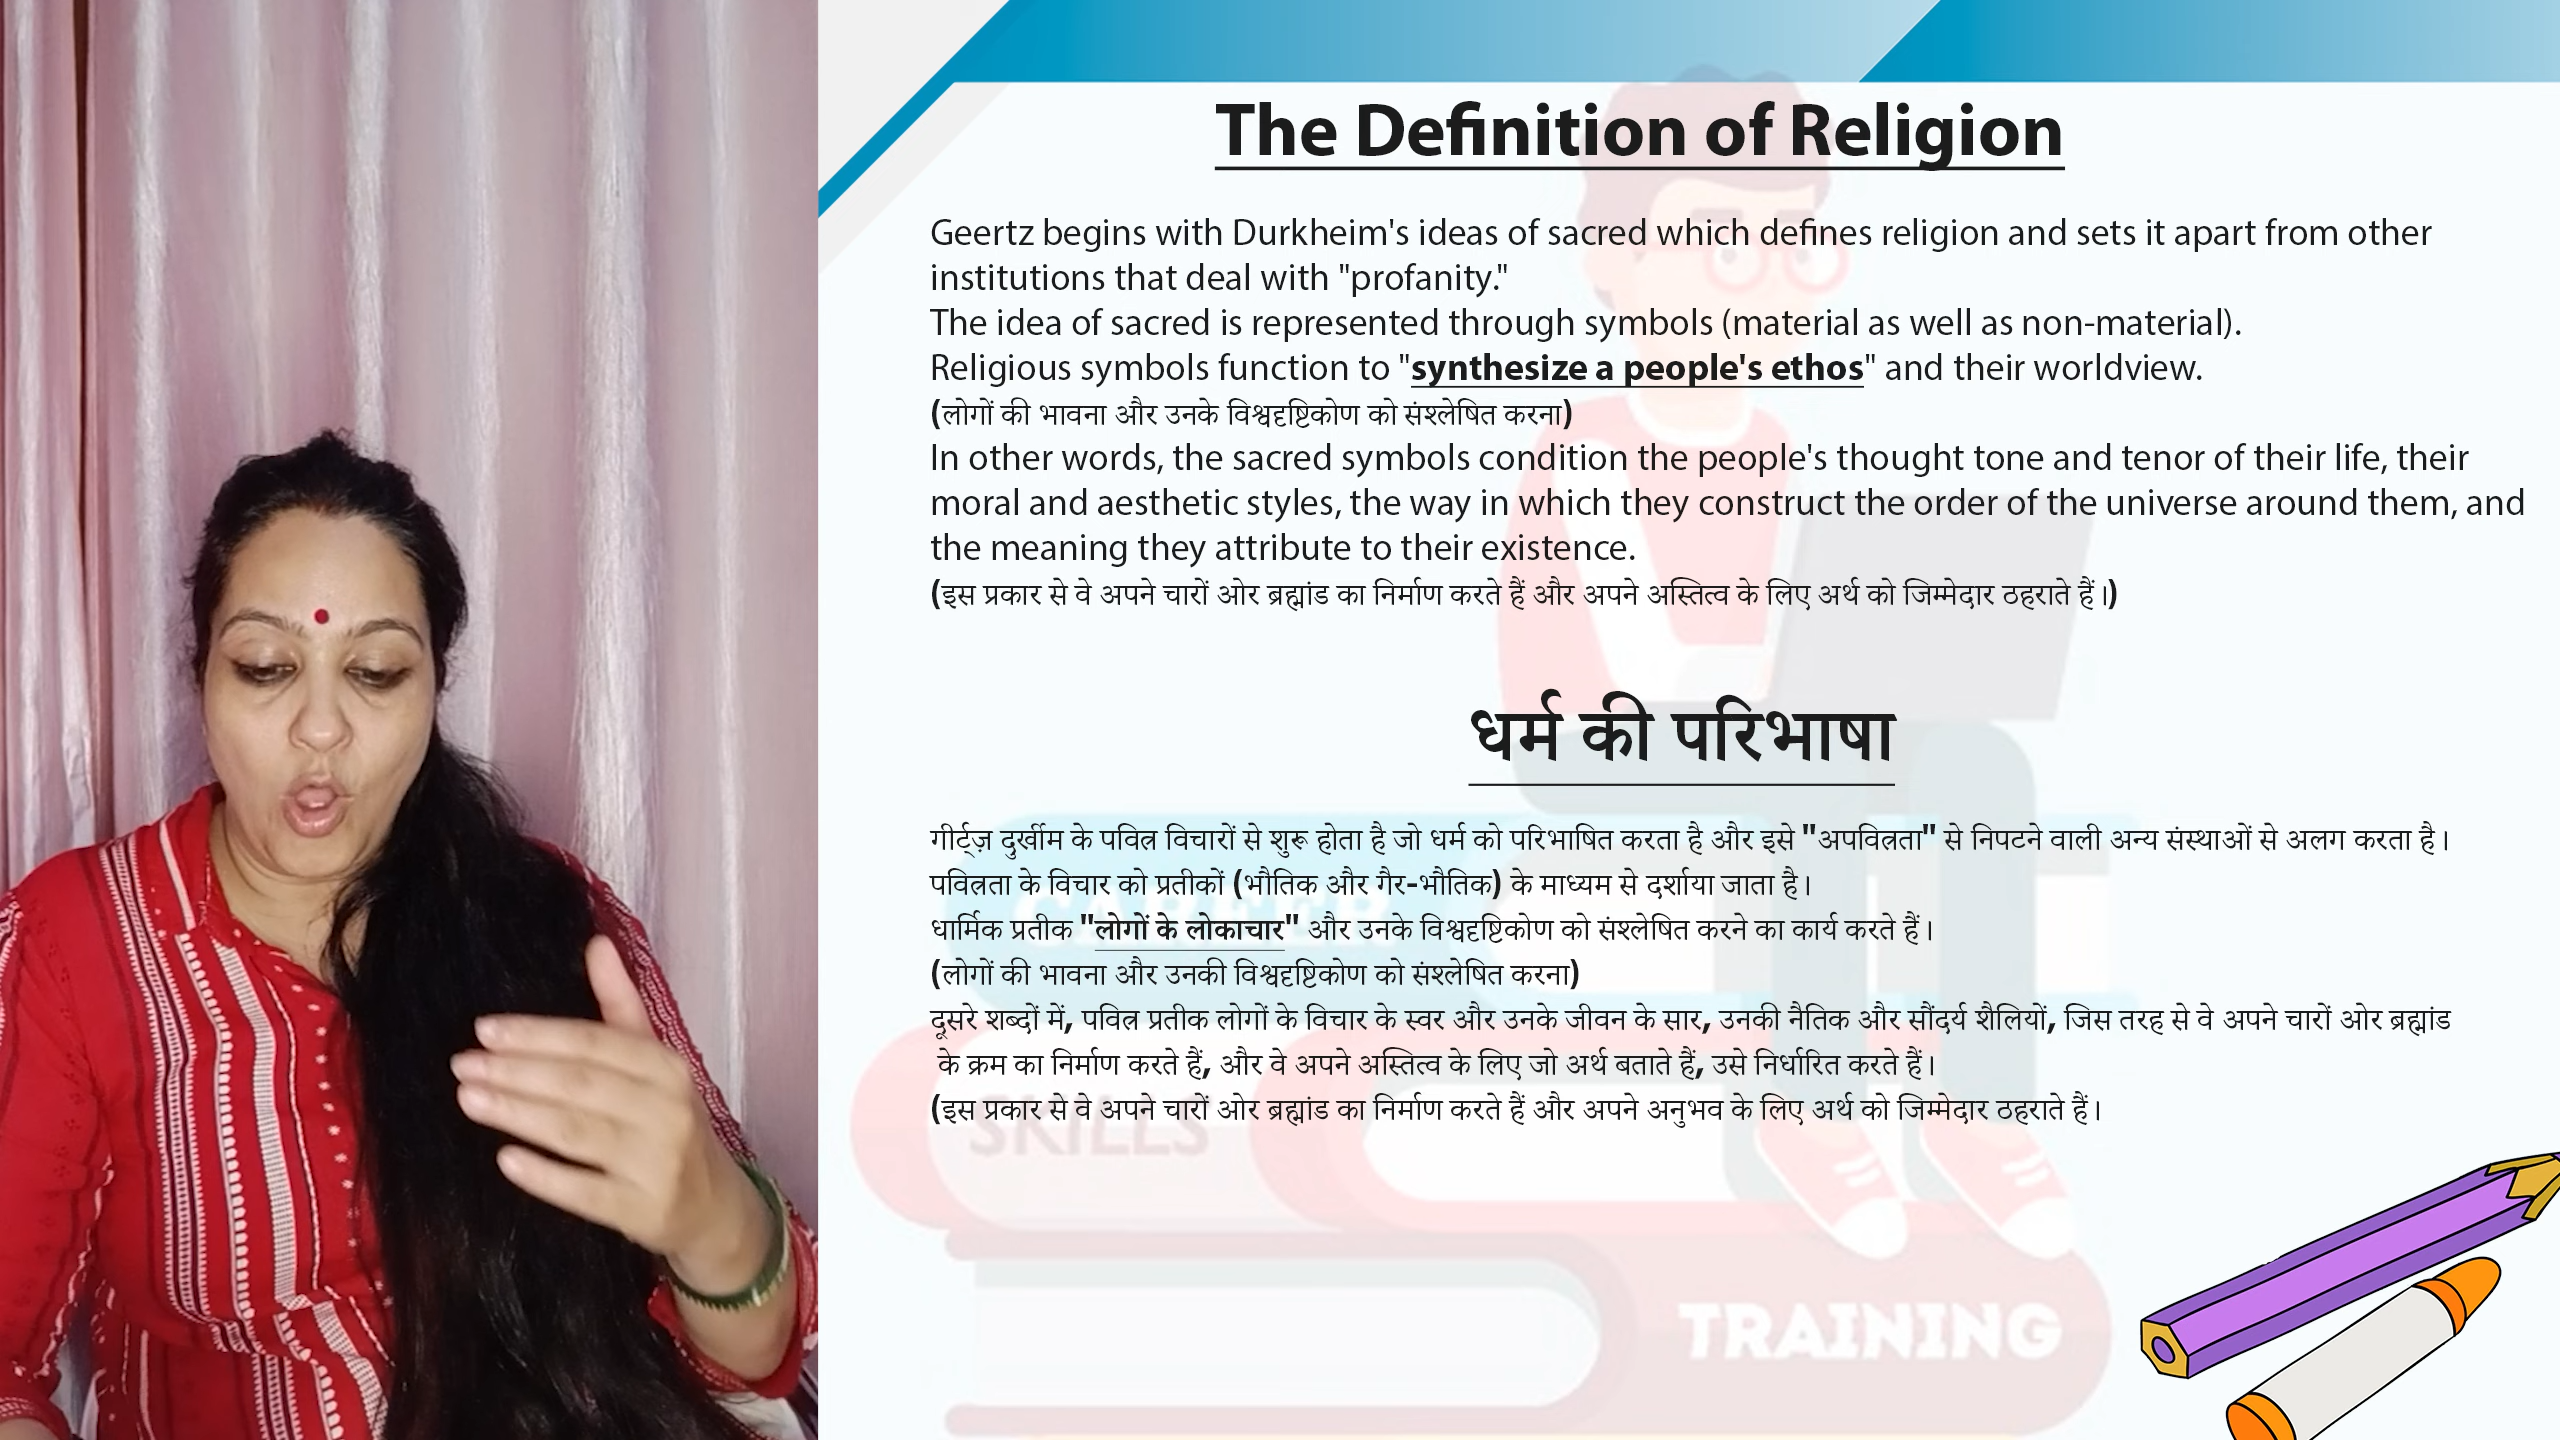 The Definition of Religion
Geertz begins with Durkheim's ideas of sacred which defines religion and sets it apart from other
institutions that deal with "profanity."
The idea of sacred is represented through symbols (material as well as non-material).
Religious symbols function to "synthesize a people's ethos" and their worldview.
(लोगों की भावना और उनके विश्वदृष्टिकोण को संश्लेषित करना)
In other words, the sacred symbols condition the people's thought tone and tenor of their life, their
moral and aesthetic styles, the way in which they construct the order of the universe around them, and
the meaning they attribute to their existence.
(इस प्रकार से वे अपने चारों ओर ब्रह्मांड का निर्माण करते हैं और अपने अस्तित्व के लिए अर्थ को जिम्मेदार ठहराते हैं।)
धर्म की परिभाषा
गीर्ट्ज़ दुर्खीम के पवित्र विचारों से शुरू होता है जो धर्म को परिभाषित करता है और इसे "अपवित्रता" से निपटने वाली अन्य संस्थाओं से अलग करता है।
पवित्रता के विचार को प्रतीकों (भौतिक और गैर-भौतिक) के माध्यम से दर्शाया जाता है।
धार्मिक प्रतीक "लोगों के लोकाचार" और उनके विश्वदृष्टिकोण को संश्लेषित करने का कार्य करते हैं।
(लोगों की भावना और उनकी विश्वदृष्टिकोण को संश्लेषित करना)
दूसरे शब्दों में, पवित्र प्रतीक लोगों के विचार के स्वर और उनके जीवन के सार, उनकी नैतिक और सौंदर्य शैलियों, जिस तरह से वे अपने चारों ओर ब्रह्मांड
के क्रम का निर्माण करते हैं, और वे अपने अस्तित्व के लिए जो अर्थ बताते हैं, उसे निर्धारित करते हैं।
(इस प्रकार से वे अपने चारों ओर ब्रह्मांड का निर्माण करते हैं और अपने अनुभव के लिए अर्थ को जिम्मेदार ठहराते हैं।
CAREER
SKILLS
TRAINING